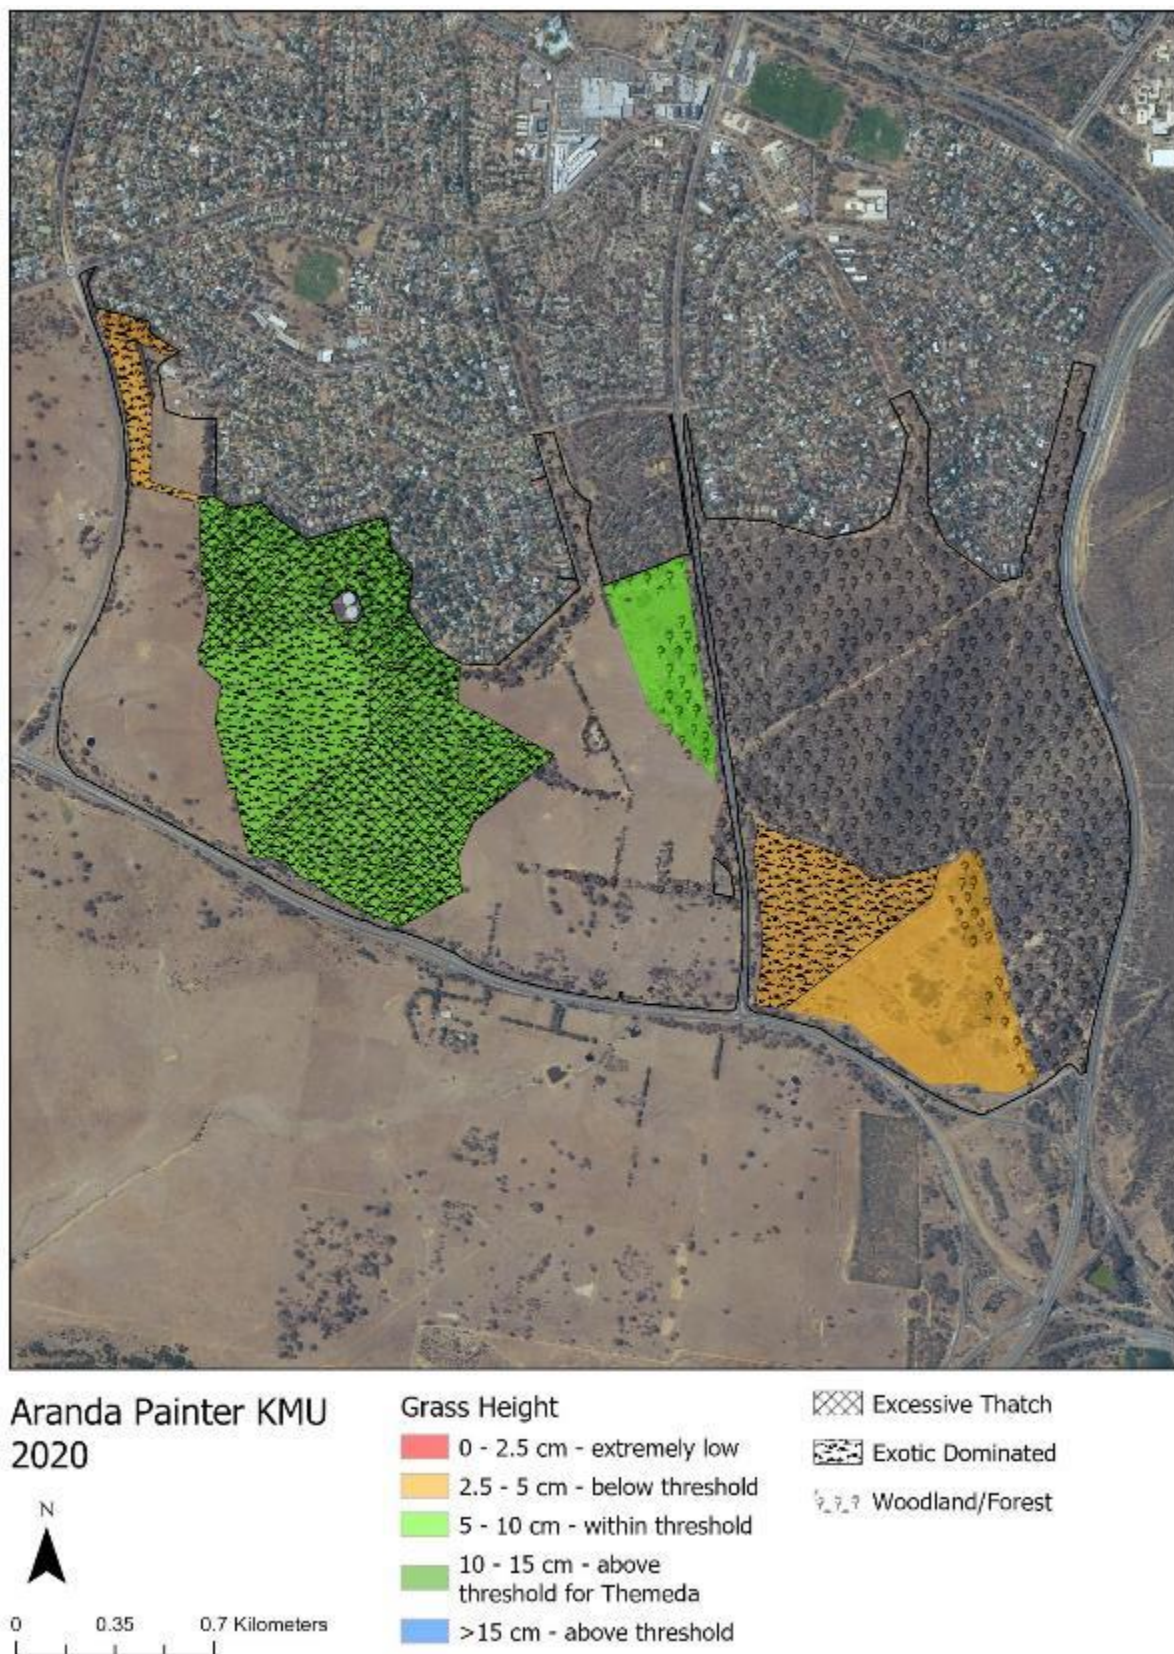 Aranda Painter KMU
2020
N
0 0.35 0.7 Kilometers
Grass Height
0 - 2.5 cm - extremely low
2.5 - 5 cm - below threshold
5 - 10 cm - within threshold
10 - 15 cm - above
threshold for Themeda
>15 cm - above threshold
Excessive Thatch
Exotic Dominated
Woodland/Forest